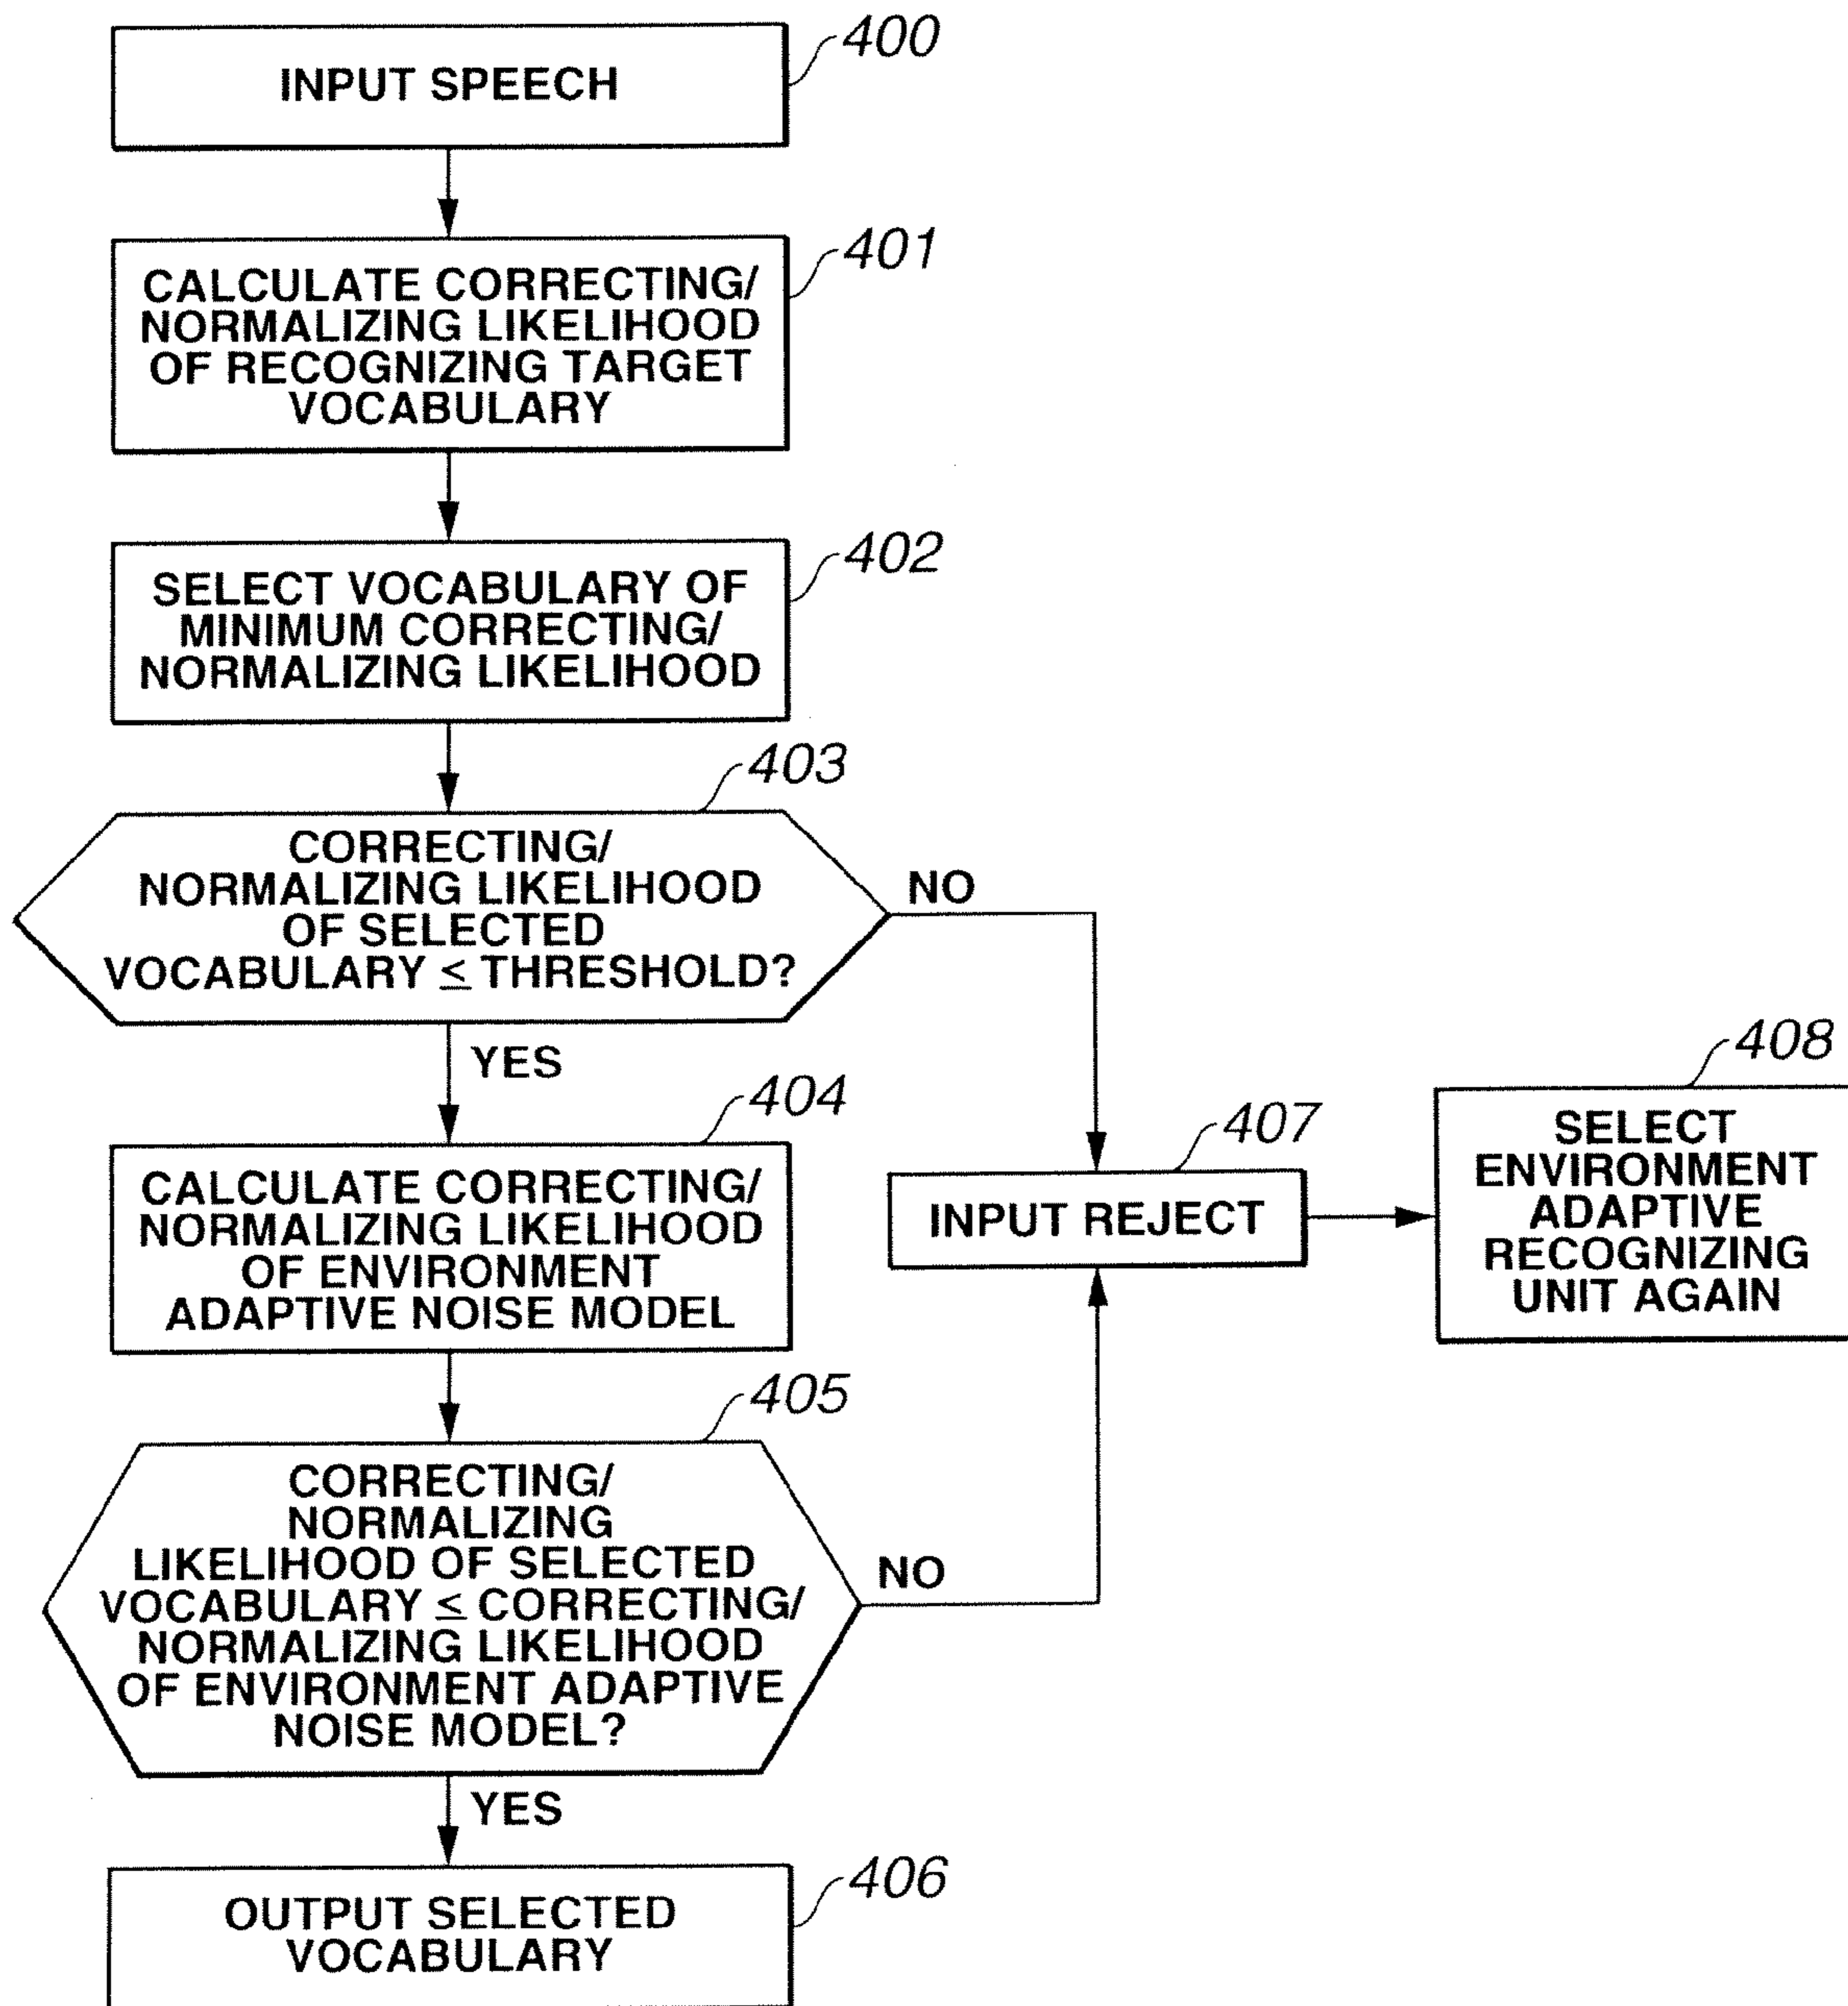 400
INPUT SPEECH
401
CALCULATE CORRECTING/
NORMALIZING LIKELIHOOD
OF RECOGNIZING TARGET
VOCABULARY
402
SELECT VOCABULARY OF
MINIMUM CORRECTING/
NORMALIZING LIKELIHOOD
403
CORRECTING/
NORMALIZING LIKELIHOOD
OF SELECTED
VOCABULARY ≤ THRESHOLD?
NO
YES
404
CALCULATE CORRECTING/
NORMALIZING LIKELIHOOD
OF ENVIRONMENT
ADAPTIVE NOISE MODEL
405
CORRECTING/
NORMALIZING
LIKELIHOOD OF SELECTED
VOCABULARY ≤ CORRECTING/
NORMALIZING LIKELIHOOD
OF ENVIRONMENT ADAPTIVE
NOISE MODEL?
NO
YES
406
OUTPUT SELECTED
VOCABULARY
407
INPUT REJECT
408
SELECT
ENVIRONMENT
ADAPTIVE
RECOGNIZING
UNIT AGAIN